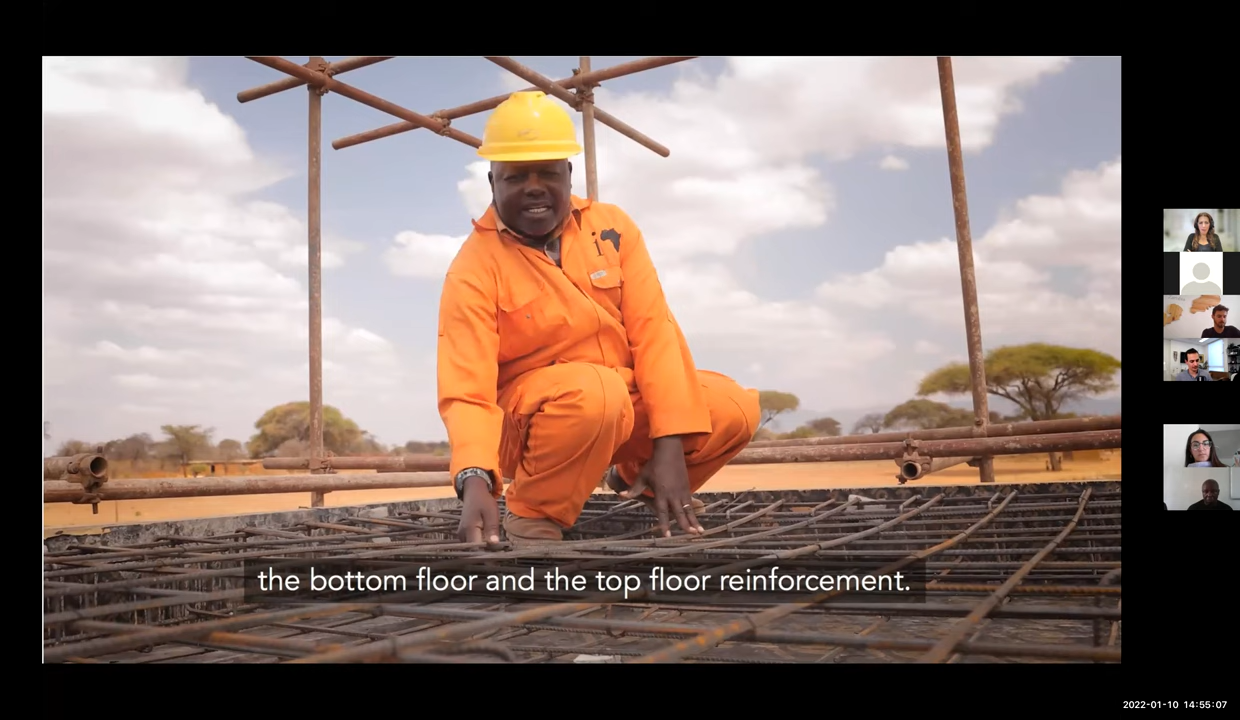 the bottom floor and the top floor reinforcement.
2022-01-10 14:55:07